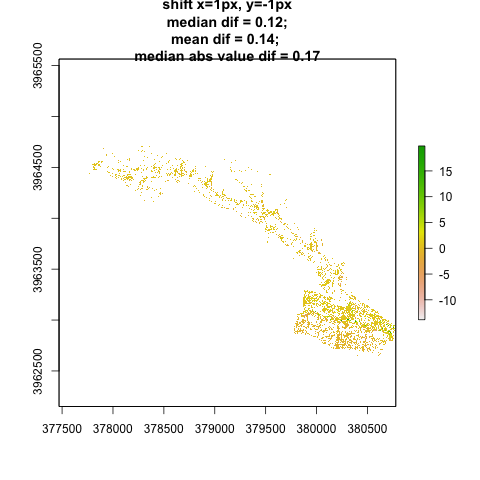 shift x=1px, y=-1px
median dif = 0.12;
mean dif = 0.14;
median abs value dif = 0.17
3965500
3964500
3963500
3962500
15
10
5
0
-5
-10
377500 378000 378500 379000 379500 380000 380500